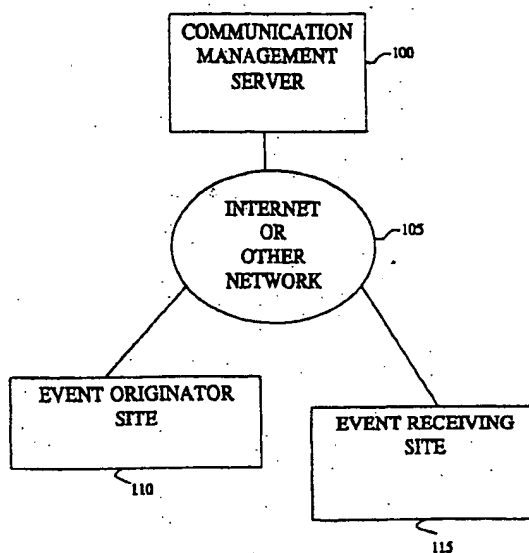 COMMUNICATION
MANAGEMENT
SERVER
100
INTERNET
OR
OTHER
NETWORK
105
EVENT ORIGINATOR
SITE
110
EVENT RECEIVING
SITE
115